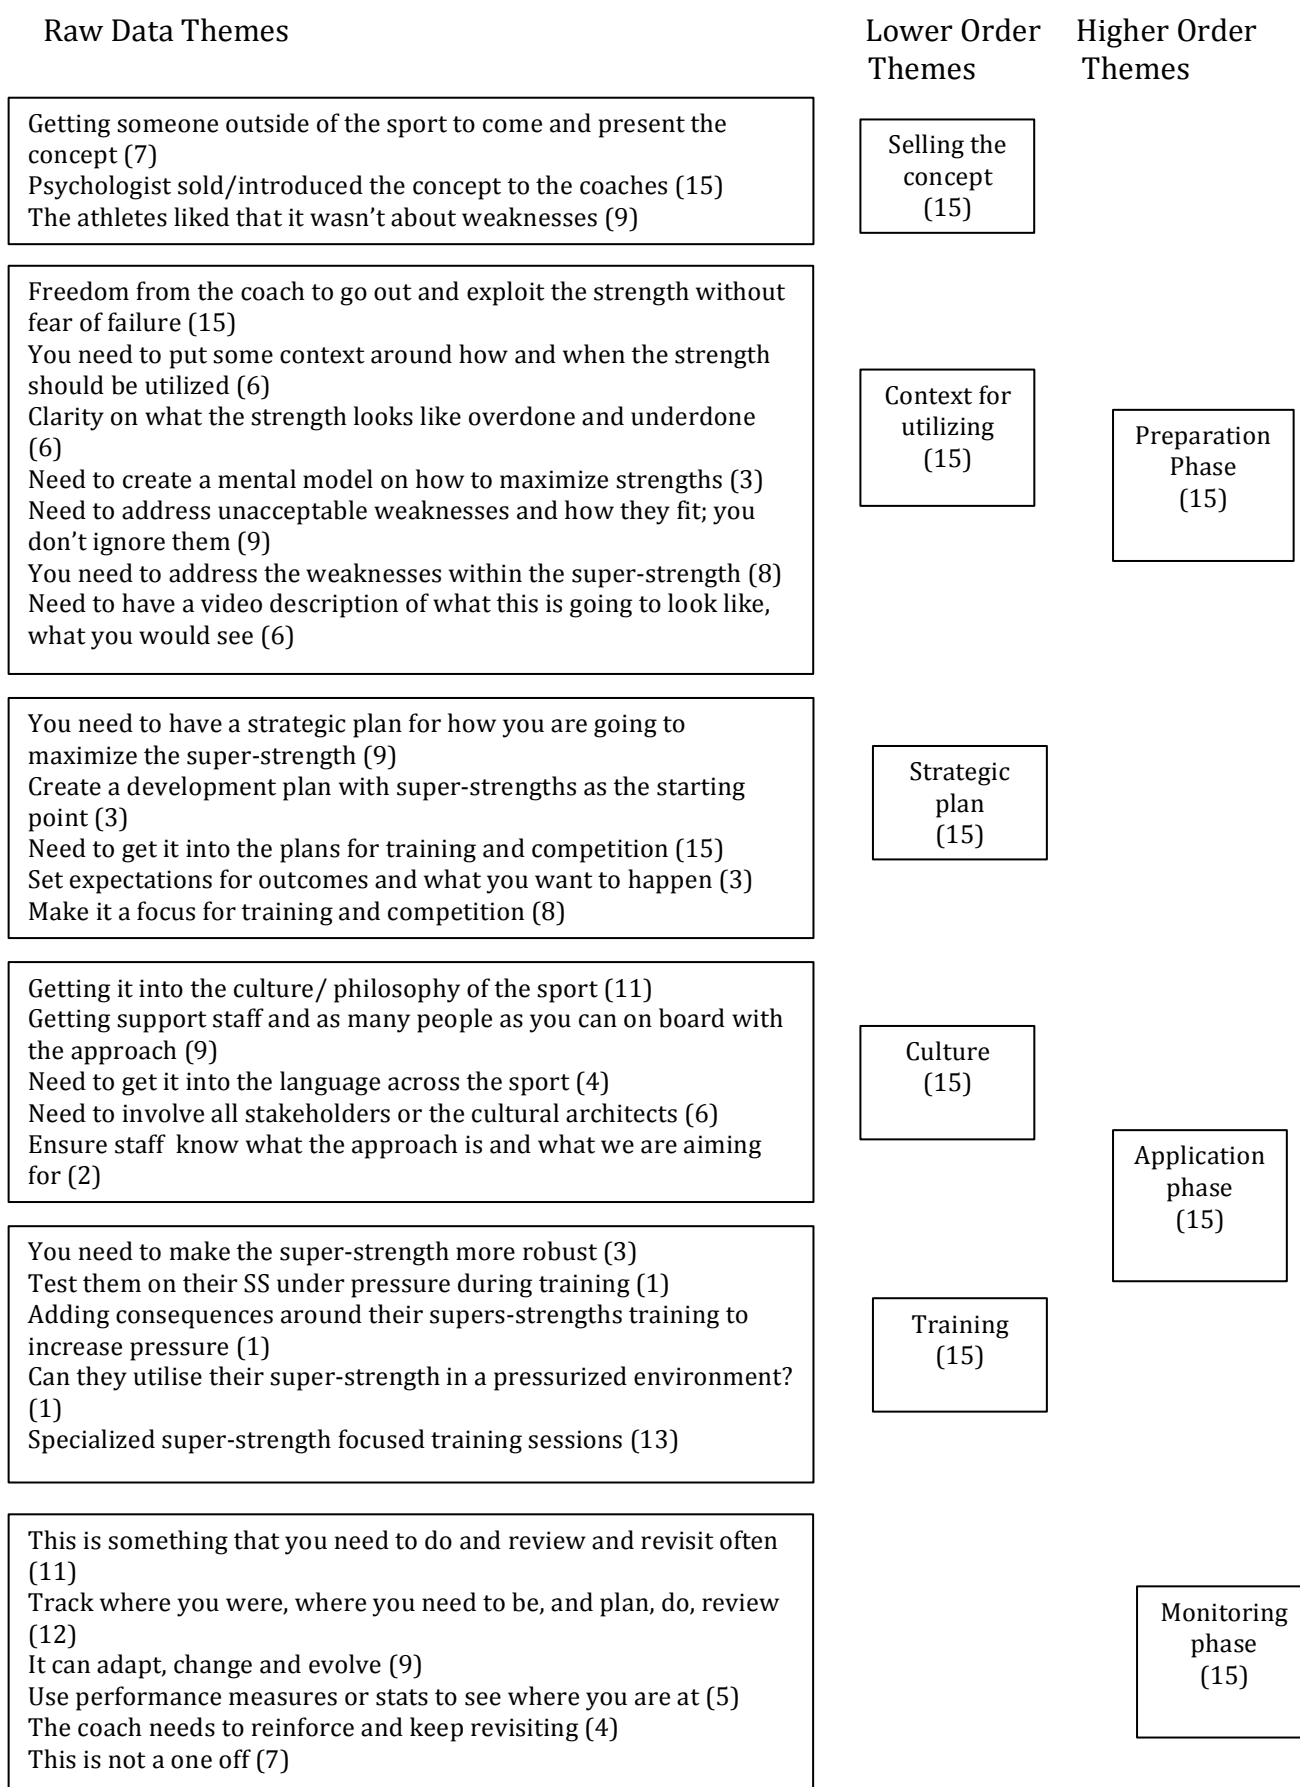 Raw Data Themes
Lower Order
Themes
Higher Order
Themes
Getting someone outside of the sport to come and present the
concept (7)
Psychologist sold/introduced the concept to the coaches (15)
The athletes liked that it wasn’t about weaknesses (9)
Selling the
concept
(15)
Freedom from the coach to go out and exploit the strength without
fear of failure (15)
You need to put some context around how and when the strength
should be utilized (6)
Clarity on what the strength looks like overdone and underdone
(6)
Need to create a mental model on how to maximize strengths (3)
Need to address unacceptable weaknesses and how they fit; you
don’t ignore them (9)
You need to address the weaknesses within the super-strength (8)
Need to have a video description of what this is going to look like,
what you would see (6)
Context for
utilizing
(15)
Preparation
Phase
(15)
You need to have a strategic plan for how you are going to
maximize the super-strength (9)
Create a development plan with super-strengths as the starting
point (3)
Need to get it into the plans for training and competition (15)
Set expectations for outcomes and what you want to happen (3)
Make it a focus for training and competition (8)
Strategic
plan
(15)
Getting it into the culture/ philosophy of the sport (11)
Getting support staff and as many people as you can on board with
the approach (9)
Need to get it into the language across the sport (4)
Need to involve all stakeholders or the cultural architects (6)
Ensure staff  know what the approach is and what we are aiming
for (2)
Culture
(15)
Application
phase
(15)
You need to make the super-strength more robust (3)
Test them on their SS under pressure during training (1)
Adding consequences around their supers-strengths training to
increase pressure (1)
Can they utilise their super-strength in a pressurized environment?
(1)
Specialized super-strength focused training sessions (13)
Training
(15)
This is something that you need to do and review and revisit often
(11)
Track where you were, where you need to be, and plan, do, review
(12)
It can adapt, change and evolve (9)
Use performance measures or stats to see where you are at (5)
The coach needs to reinforce and keep revisiting (4)
This is not a one off (7)
Monitoring
phase
(15)